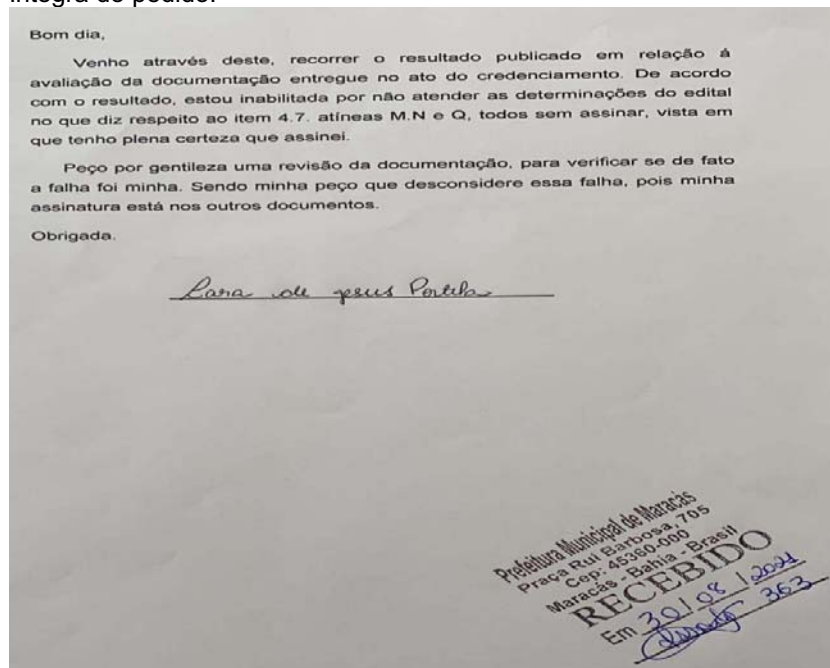 íntegra do pedido.
Bom dia,
Venho através deste, recorrer o resultado publicado em relação á
avaliação da documentação entregue no ato do credenciamento. De acordo
com o resultado, estou inabilitada por não atender as determinações do edital
no que diz respeito ao item 4.7. atíneas M.N e Q, todos sem assinar, vista em
que tenho plena certeza que assinei.
Peço por gentileza uma revisão da documentação, para verificar se de fato
a falha foi minha. Sendo minha peço que desconsidere essa falha, pois minha
assinatura está nos outros documentos.
Obrigada.
Lara de jesus Portela
Prefeitura Municipal de Maracás
Praça Rui Barbosa, 705
Cep: 45360-000
Maracás - Bahia - Brasil
RECEBIDO
Em 30/08/2021
363